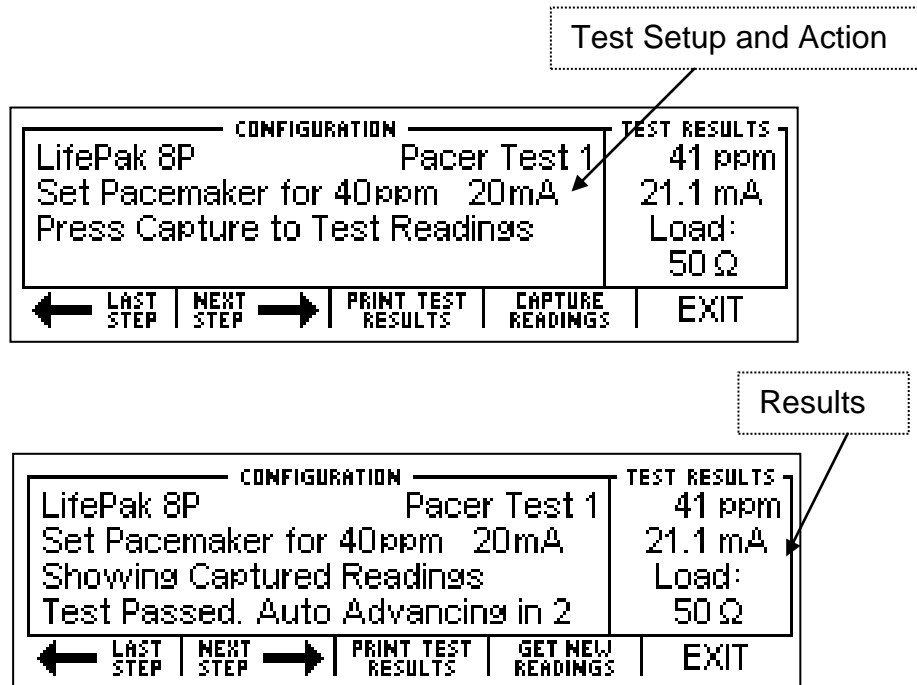 Test Setup and Action
CONFIGURATION
TEST RESULTS
LifePak 8P Pacer Test 1
41 ppm
Set Pacemaker for 40ppm 20mA
21.1 mA
Press Capture to Test Readings
Load:
50 Ω
LAST STEP
NEXT STEP
PRINT TEST RESULTS
CAPTURE READINGS
EXIT
Results
CONFIGURATION
TEST RESULTS
LifePak 8P Pacer Test 1
41 ppm
Set Pacemaker for 40ppm 20mA
21.1 mA
Showing Captured Readings
Load:
Test Passed. Auto Advancing in 2
50 Ω
LAST STEP
NEXT STEP
PRINT TEST RESULTS
GET NEW READINGS
EXIT